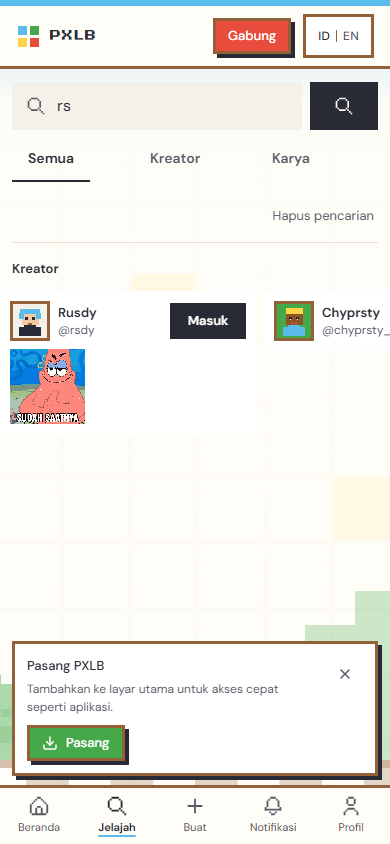 PXLB
Gabung
ID | EN
rs
Semua
Kreator
Karya
Hapus pencarian
Kreator
Rusdy
@rsdy
Masuk
Chyprsty
@chyprsty_
SUDAH SAATNYA
Pasang PXLB
Tambahkan ke layar utama untuk akses cepat
seperti aplikasi.
Pasang
Beranda
Jelajah
Buat
Notifikasi
Profil